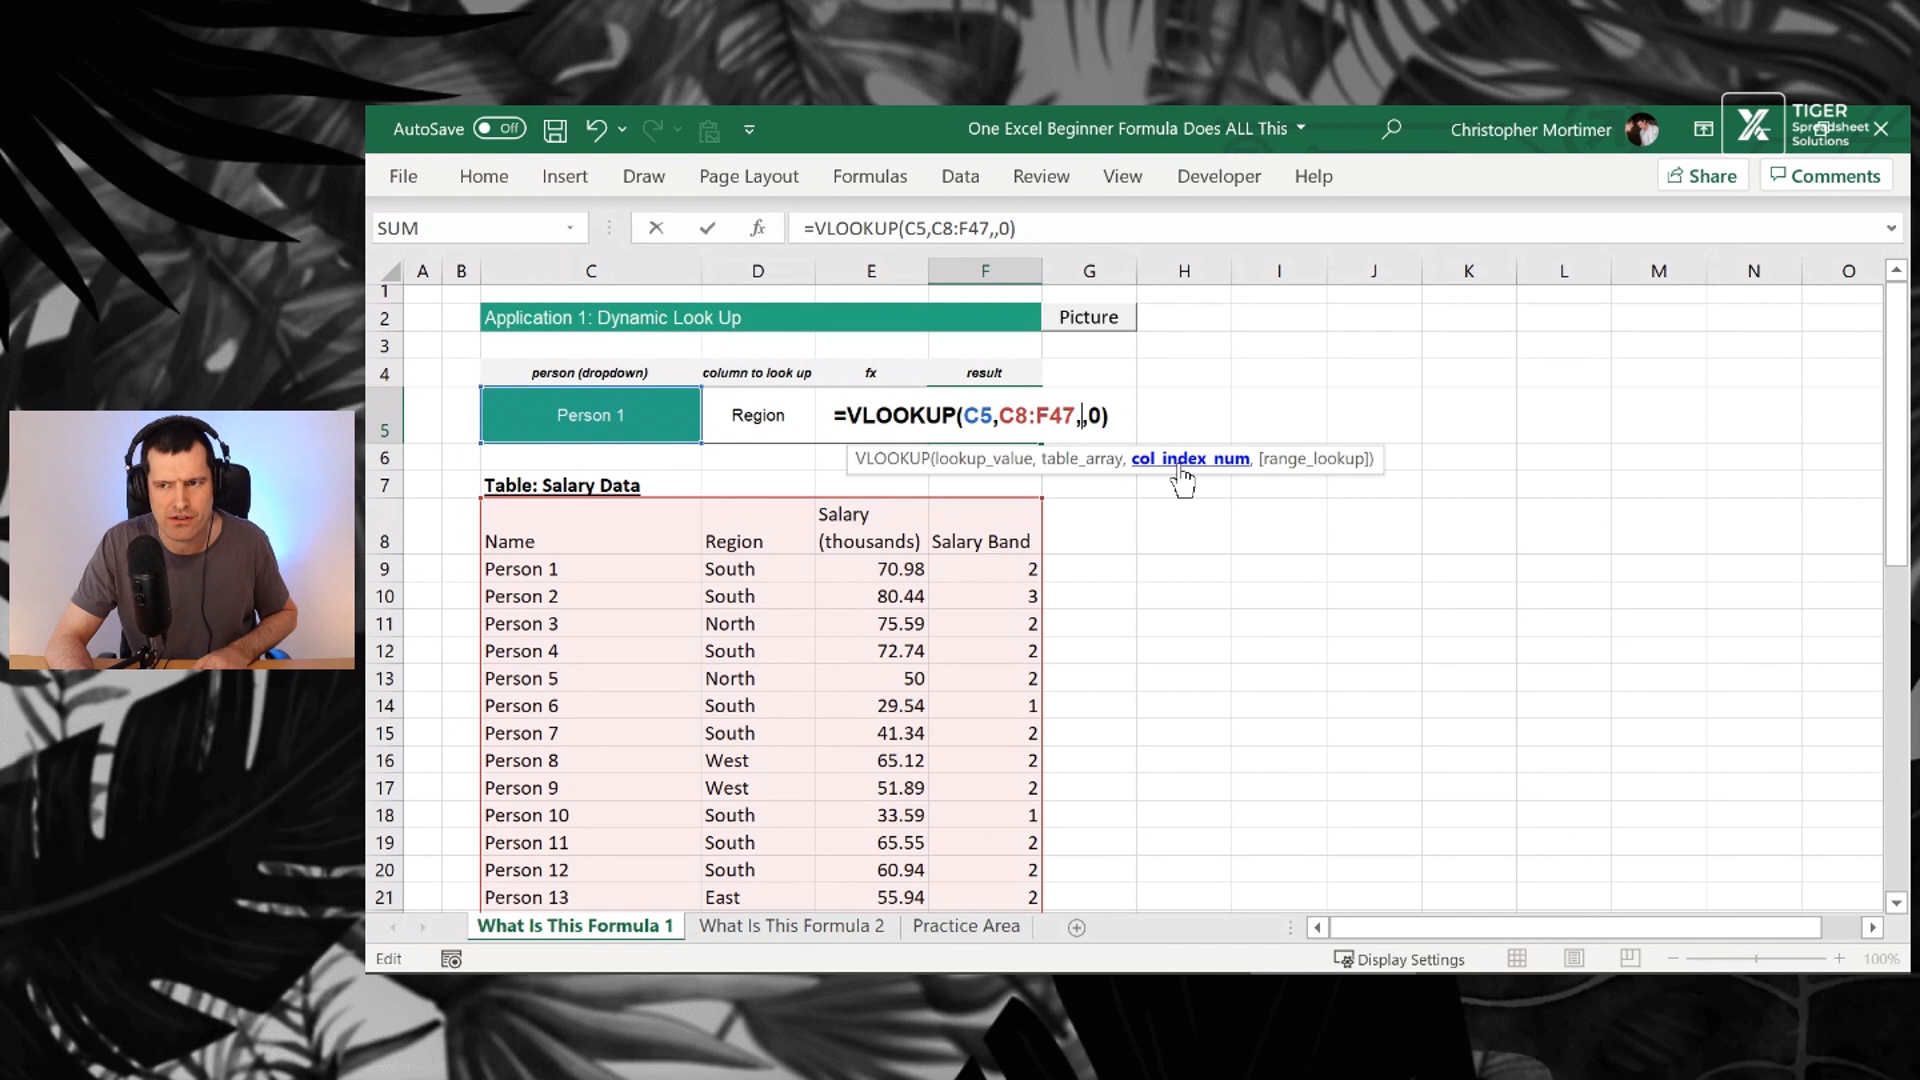 AutoSave Off
One Excel Beginner Formula Does ALL This
Christopher Mortimer
TIGER
Spreadsheet
Solutions
File Home Insert Draw Page Layout Formulas Data Review View Developer Help
Share Comments
SUM fx =VLOOKUP(C5,C8:F47,,0)
A B C D E F G H I J K L M N O
1
2 Application 1: Dynamic Look Up Picture
3
4 person (dropdown) column to look up fx result
5 Person 1 Region =VLOOKUP(C5,C8:F47,,0)
6 VLOOKUP(lookup_value, table_array, col_index_num, [range_lookup])
7 Table: Salary Data
Salary
8 Name Region (thousands) Salary Band
9 Person 1 South 70.98 2
10 Person 2 South 80.44 3
11 Person 3 North 75.59 2
12 Person 4 South 72.74 2
13 Person 5 North 50 2
14 Person 6 South 29.54 1
15 Person 7 South 41.34 2
16 Person 8 West 65.12 2
17 Person 9 West 51.89 2
18 Person 10 South 33.59 1
19 Person 11 South 65.55 2
20 Person 12 South 60.94 2
21 Person 13 East 55.94 2
What Is This Formula 1 What Is This Formula 2 Practice Area
Edit Display Settings 100%